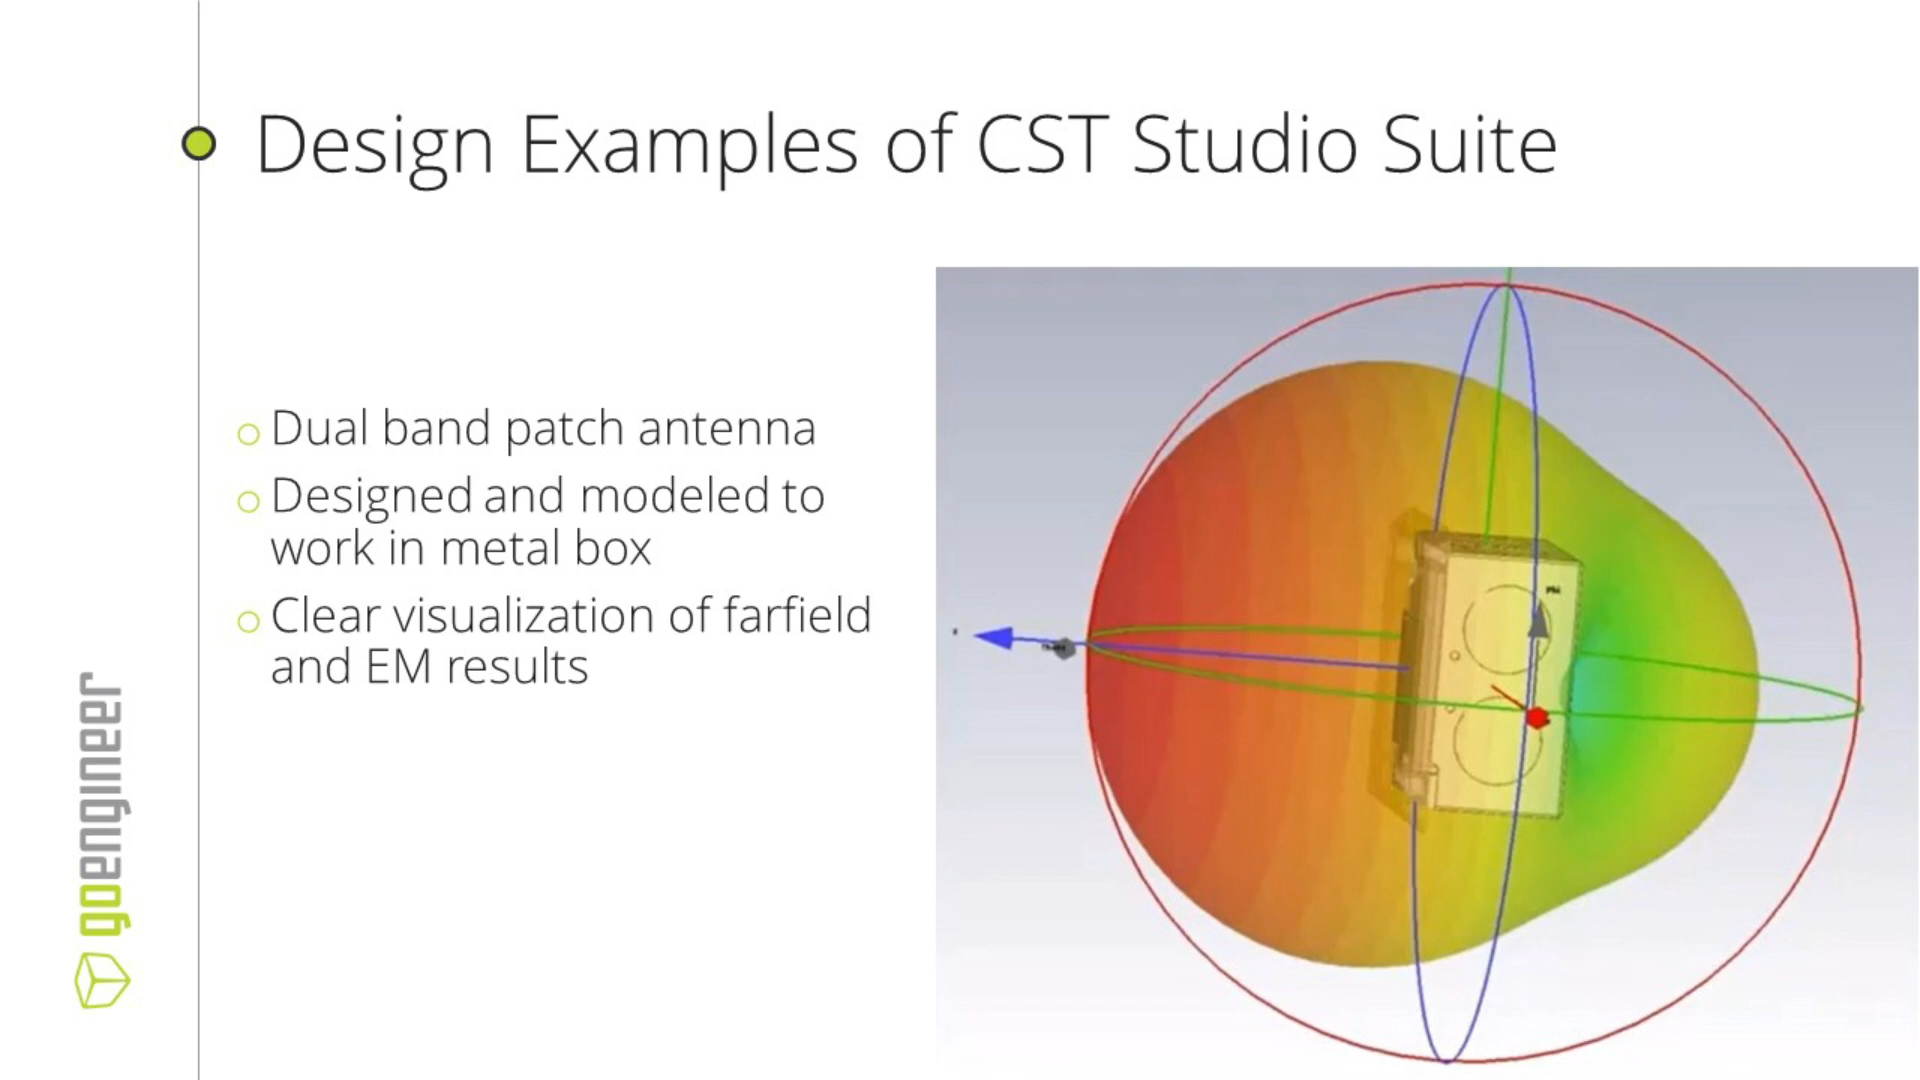 Design Examples of CST Studio Suite
Dual band patch antenna
Designed and modeled to
work in metal box
Clear visualization of farfield
and EM results
goengineer
Phi